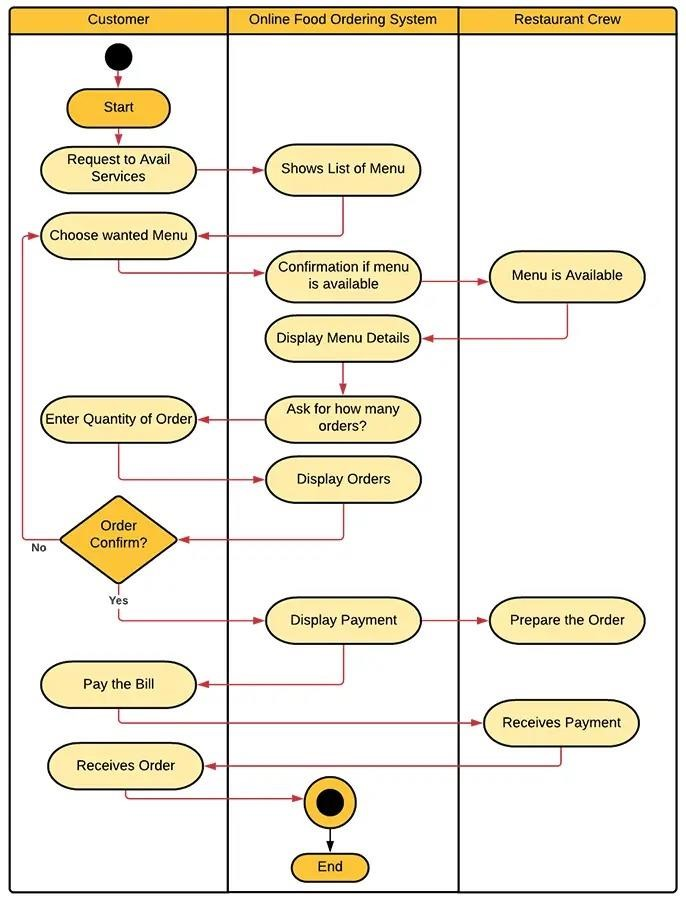 Customer
Online Food Ordering System
Restaurant Crew
Start
Request to Avail
Services
Shows List of Menu
Choose wanted Menu
Confirmation if menu
is available
Menu is Available
Display Menu Details
Ask for how many
orders?
Enter Quantity of Order
Display Orders
Order
Confirm?
No
Yes
Display Payment
Prepare the Order
Pay the Bill
Receives Payment
Receives Order
End